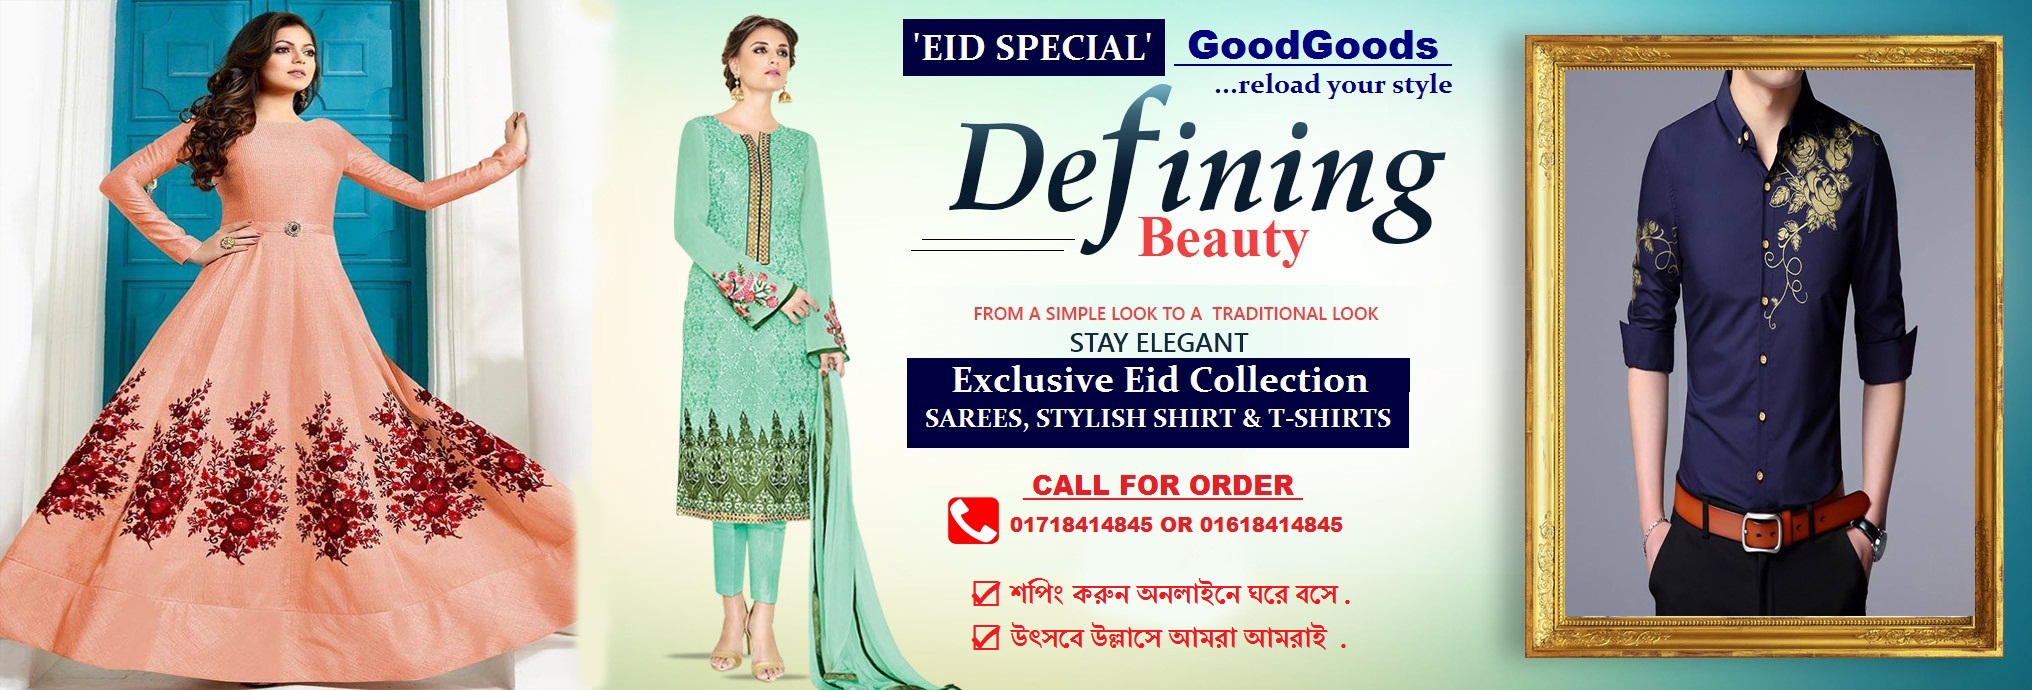 'EID SPECIAL'
GoodGoods
...reload your style
Defining
Beauty
FROM A SIMPLE LOOK TO A TRADITIONAL LOOK
STAY ELEGANT
Exclusive Eid Collection
SAREES, STYLISH SHIRT & T-SHIRTS
CALL FOR ORDER
01718414845 OR 01618414845
শপিং করুন অনলাইনে ঘরে বসে .
উৎসবে উল্লাসে আমরা আমরাই .